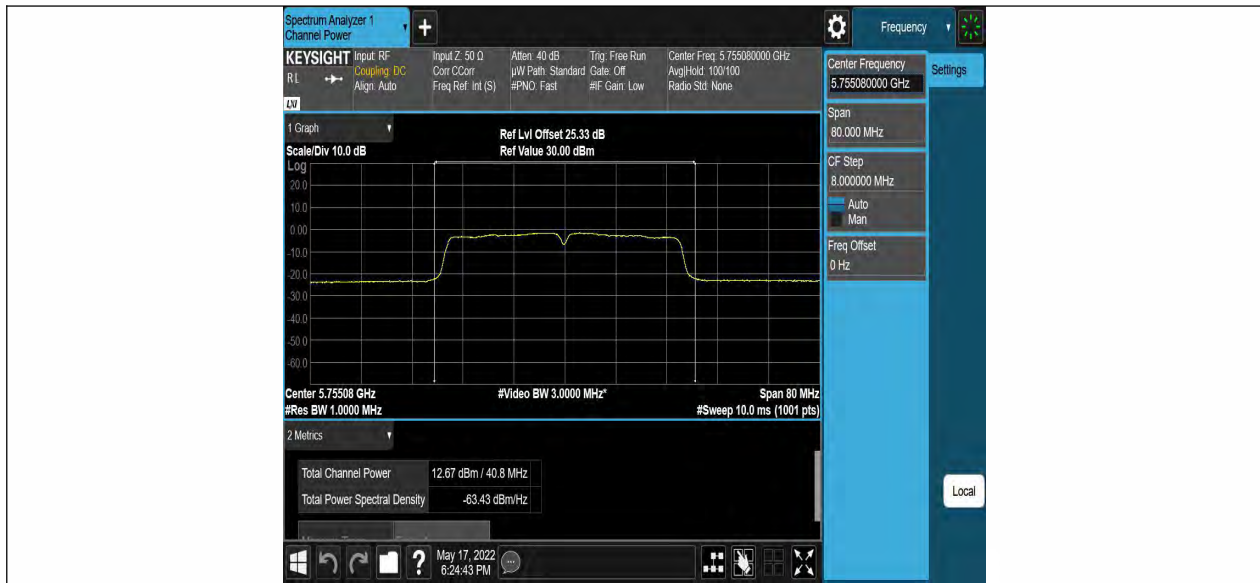 Spectrum Analyzer 1
Channel Power
+
Frequency
KEYSIGHT
RL
LXI
Input: RF
Coupling: DC
Align: Auto
Input Z: 50 Ω
Corr CCorr
Freq Ref: Int (S)
Atten: 40 dB
µW Path: Standard
#PNO: Fast
Trig: Free Run
Gate: Off
#IF Gain: Low
Center Freq: 5.755080000 GHz
Avg|Hold: 100/100
Radio Std: None
Center Frequency
5.755080000 GHz
Settings
Span
80.000 MHz
CF Step
8.000000 MHz
Auto
Man
Freq Offset
0 Hz
1 Graph
Scale/Div 10.0 dB
Ref Lvl Offset 25.33 dB
Ref Value 30.00 dBm
Log
20.0
10.0
0.00
-10.0
-20.0
-30.0
-40.0
-50.0
-60.0
Center 5.75508 GHz
#Video BW 3.0000 MHz*
Span 80 MHz
#Res BW 1.0000 MHz
#Sweep 10.0 ms (1001 pts)
2 Metrics
Total Channel Power 12.67 dBm / 40.8 MHz
Total Power Spectral Density -63.43 dBm/Hz
Local
?
May 17, 2022
6:24:43 PM